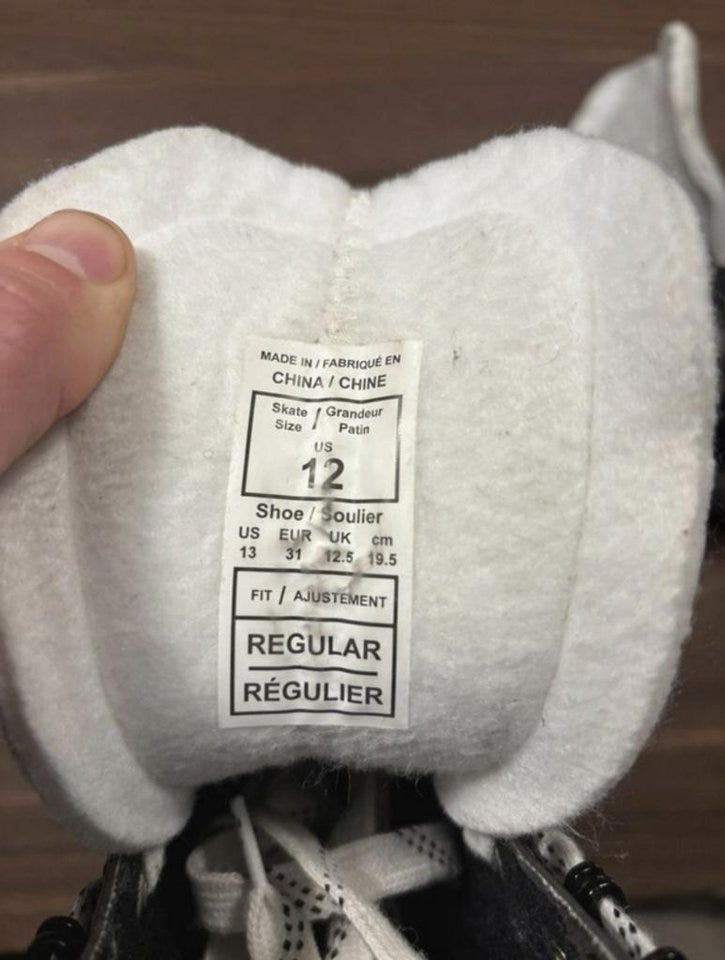 MADE IN / FABRIQUÉ EN
CHINA / CHINE
Skate / Grandeur
Size Patin
US
12
Shoe / Soulier
US EUR UK cm
13 31 12.5 19.5
FIT / AJUSTEMENT
REGULAR
RÉGULIER